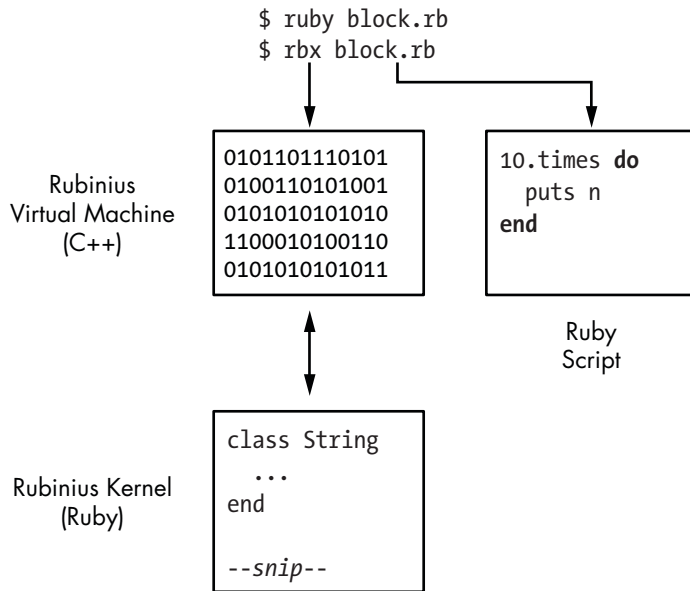 $ ruby block.rb
$ rbx block.rb
Rubinius
Virtual Machine
(C++)
0101101110101
0100110101001
0101010101010
1100010100110
0101010101011
10.times do
  puts n
end
Ruby
Script
Rubinius Kernel
(Ruby)
class String
  ...
end
--snip--